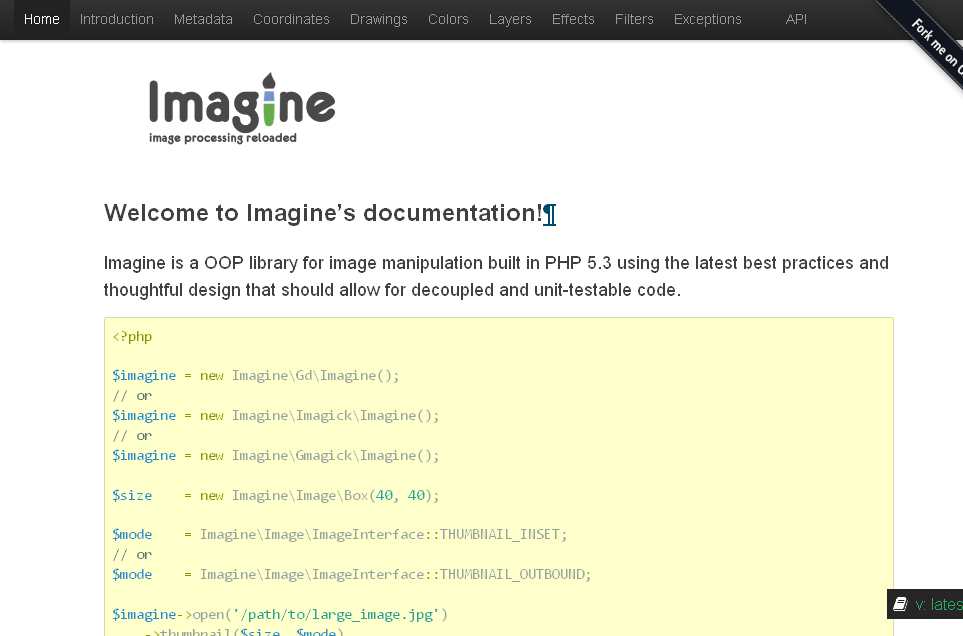 Home Introduction Metadata Coordinates Drawings Colors Layers Effects Filters Exceptions API
Fork me on
Imagine
image processing reloaded
Welcome to Imagine’s documentation!¶
Imagine is a OOP library for image manipulation built in PHP 5.3 using the latest best practices and
thoughtful design that should allow for decoupled and unit-testable code.
<?php
$imagine = new Imagine\Gd\Imagine();
// or
$imagine = new Imagine\Imagick\Imagine();
// or
$imagine = new Imagine\Gmagick\Imagine();
$size    = new Imagine\Image\Box(40, 40);
$mode    = Imagine\Image\ImageInterface::THUMBNAIL_INSET;
// or
$mode    = Imagine\Image\ImageInterface::THUMBNAIL_OUTBOUND;
$imagine->open('/path/to/large_image.jpg')
->thumbnail($size, $mode)
v: lates